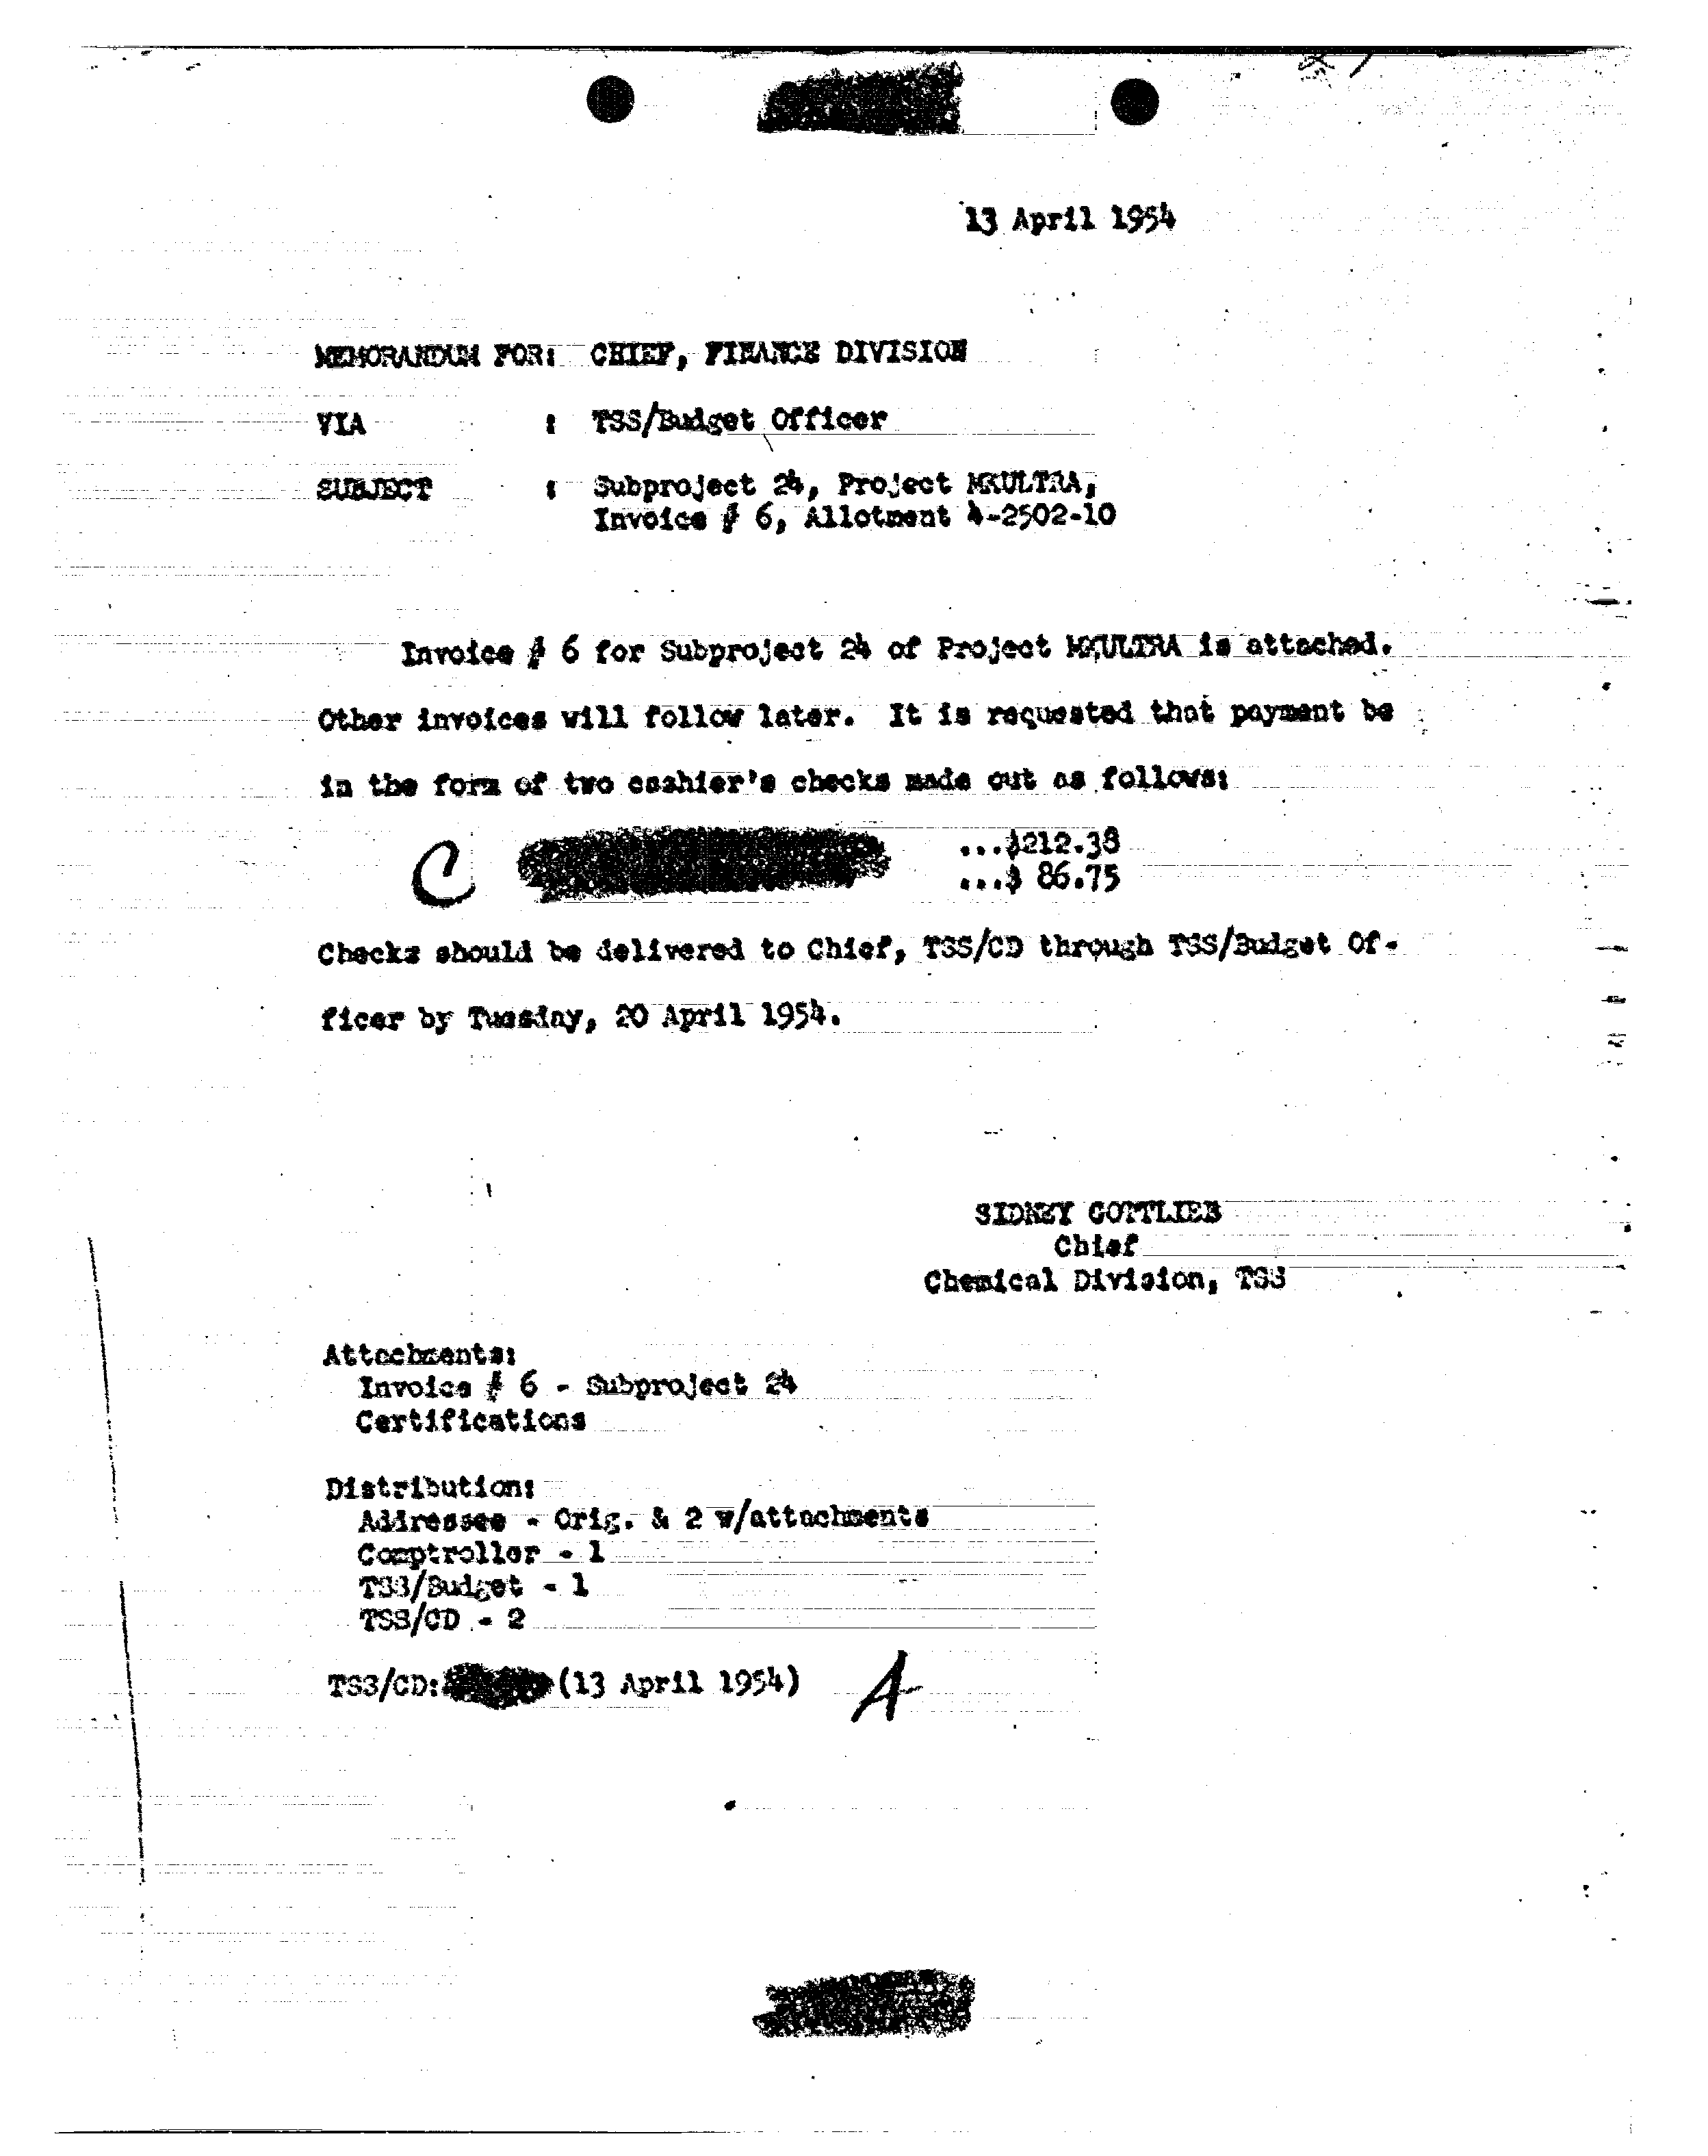 13 April 1954
MEMORANDUM FOR: CHIEF, FINANCE DIVISION
VIA : TSS/Budget Officer
SUBJECT : Subproject 24, Project MKULTRA,
Invoice # 6, Allotment 4-2502-10
Invoice # 6 for Subproject 24 of Project MKULTRA is attached.
Other invoices will follow later. It is requested that payment be
in the form of two cashier's checks made out as follows:
C ...$212.38
...$ 86.75
Checks should be delivered to Chief, TSS/CD through TSS/Budget Of-
ficer by Tuesday, 20 April 1954.
SIDNEY GOTTLIEB
Chief
Chemical Division, TSS
Attachments:
Invoice # 6 - Subproject 24
Certifications
Distribution:
Addressee - Orig. & 2 w/attachments
Comptroller - 1
TSS/Budget - 1
TSS/CD - 2
TSS/CD: (13 April 1954) A